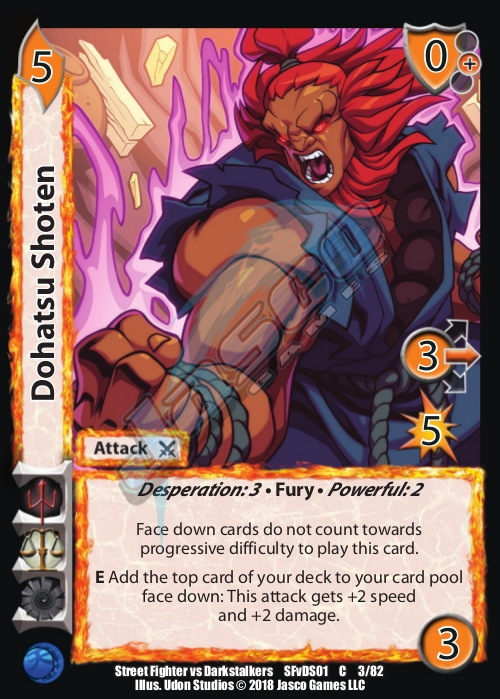 5
0
+
Dohatsu Shoten
JASCO
GAMES
3
5
Attack
Desperation: 3 • Fury • Powerful: 2
Face down cards do not count towards
progressive difficulty to play this card.
E Add the top card of your deck to your card pool
face down: This attack gets +2 speed
and +2 damage.
3
Street Fighter vs Darkstalkers SFvDS01 C 3/82
Illus. Udon Studios © 2018 Jasco Games LLC